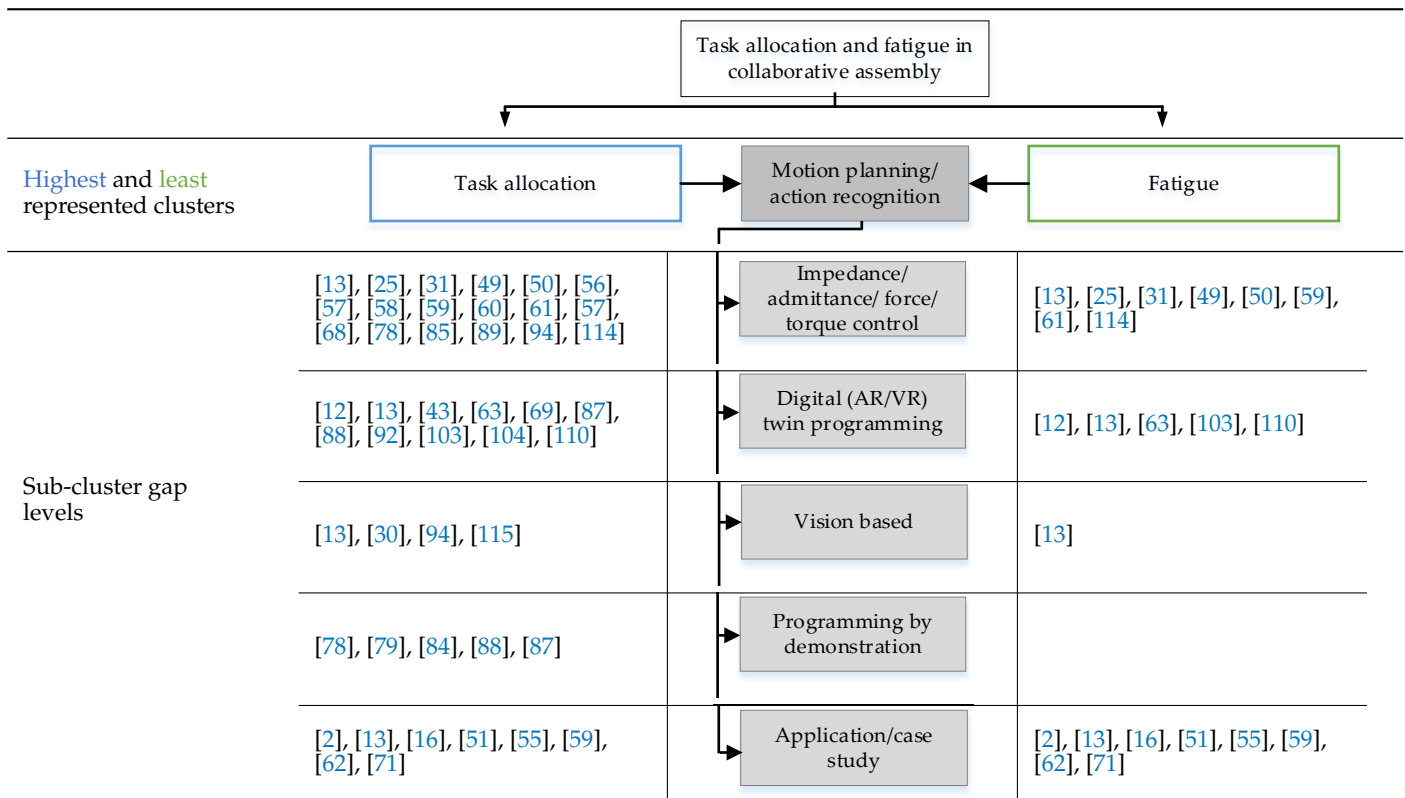 Task allocation and fatigue in
collaborative assembly
Highest and least
represented clusters
Task allocation
Motion planning/
action recognition
Fatigue
Sub-cluster gap
levels
[13], [25], [31], [49], [50], [56],
[57], [58], [59], [60], [61], [57],
[68], [78], [85], [89], [94], [114]
Impedance/
admittance/ force/
torque control
[13], [25], [31], [49], [50], [59],
[61], [114]
[12], [13], [43], [63], [69], [87],
[88], [92], [103], [104], [110]
Digital (AR/VR)
twin programming
[12], [13], [63], [103], [110]
[13], [30], [94], [115]
Vision based
[13]
[78], [79], [84], [88], [87]
Programming by
demonstration
[2], [13], [16], [51], [55], [59],
[62], [71]
Application/case
study
[2], [13], [16], [51], [55], [59],
[62], [71]